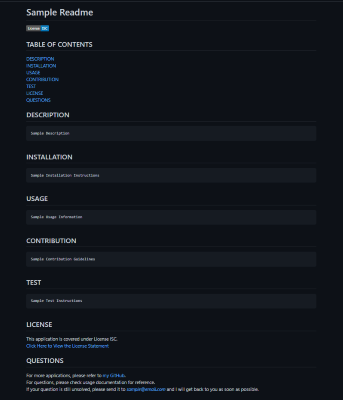 Sample Readme
License ISC
TABLE OF CONTENTS
DESCRIPTION
INSTALLATION
USAGE
CONTRIBUTION
TEST
LICENSE
QUESTIONS
DESCRIPTION
Sample Description
INSTALLATION
Sample Installation Instructions
USAGE
Sample Usage Information
CONTRIBUTION
Sample Contribution Guidelines
TEST
Sample Test Instructions
LICENSE
This application is covered under License ISC.
Click Here to View the License Statement
QUESTIONS
For more applications, please refer to my GitHub.
For questions, please check usage documentation for reference.
If your question is still unsolved, please send it to sample@email.com and I will get back to you as soon as possible.